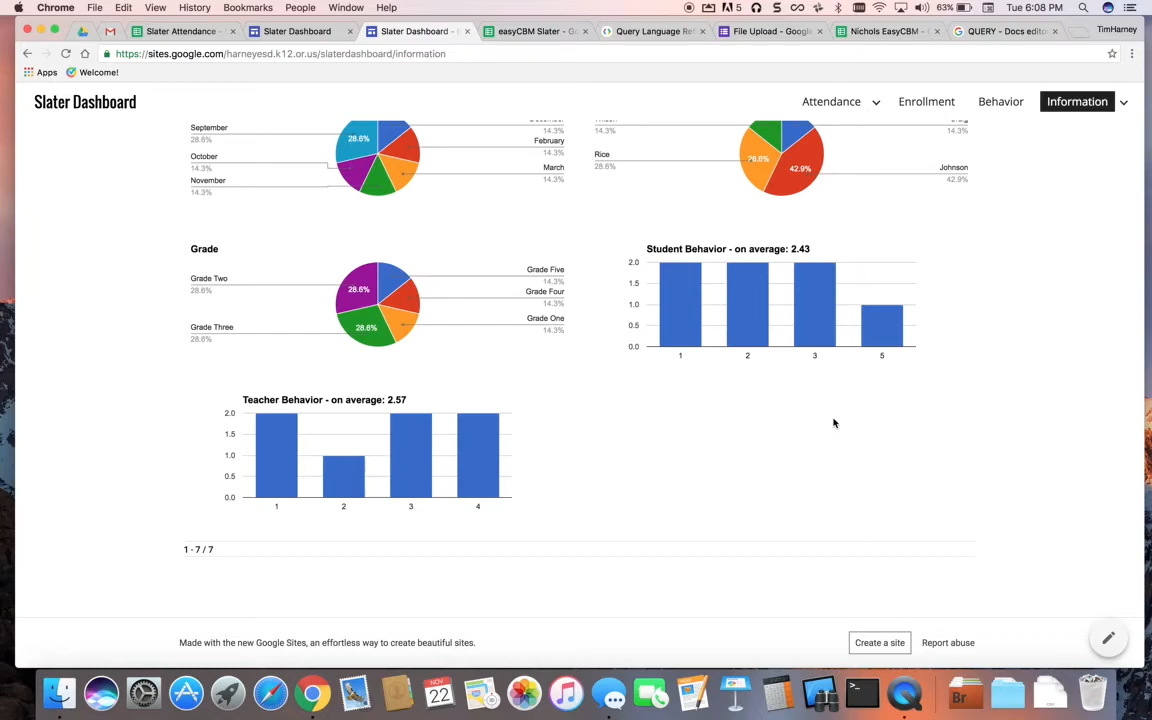 Chrome File Edit View History Bookmarks People Window Help 5 63% Tue 6:08 PM
Slater Attendance - Slater Dashboard Slater Dashboard - easyCBM Slater - Go Query Language Re File Upload - Google Nichols EasyCBM - G QUERY - Docs edito TimHarney
https://sites.google.com/harneyesd.k12.or.us/slaterdashboard/information
Apps Welcome!
Slater Dashboard Attendance Enrollment Behavior Information
September
28.6%
October
14.3%
November
14.3%
28.6%
14.3%
February
14.3%
March
14.3%
14.3%
Rice
28.6%
28.6%
42.9%
14.3%
Johnson
42.9%
Grade
Grade Two
28.6%
Grade Three
28.6%
28.6%
28.6%
Grade Five
14.3%
Grade Four
14.3%
Grade One
14.3%
Student Behavior - on average: 2.43
2.0
1.5
1.0
0.5
0.0
1 2 3 5
Teacher Behavior - on average: 2.57
2.0
1.5
1.0
0.5
0.0
1 2 3 4
1 - 7 / 7
Made with the new Google Sites, an effortless way to create beautiful sites. Create a site Report abuse
NOV
22
Br